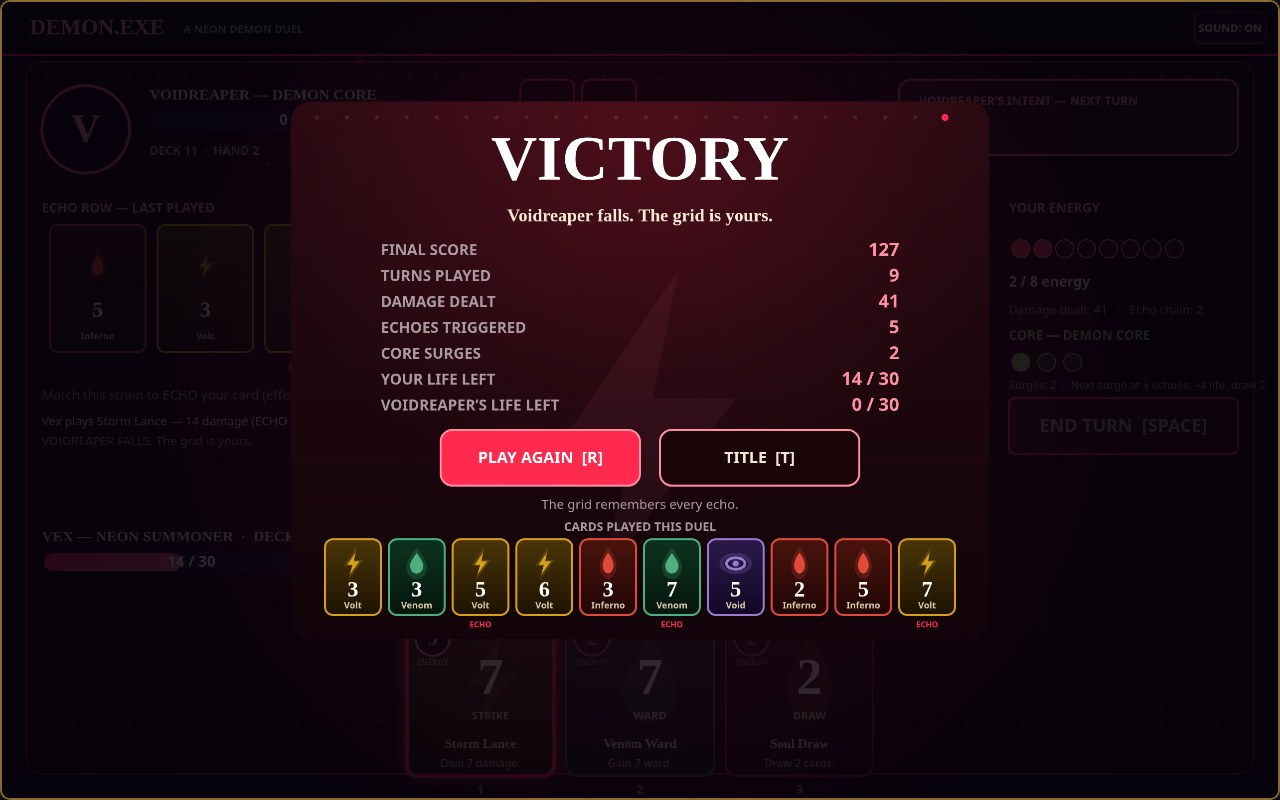 DEMON.EXE
A NEON DEMON DUEL
SOUND: ON
V
VOIDREAPER — DEMON CORE
0
DECK 11 · HAND 2
VOIDREAPER'S INTENT — NEXT TURN
VICTORY
Voidreaper falls. The grid is yours.
FINAL SCORE 127
TURNS PLAYED 9
DAMAGE DEALT 41
ECHOES TRIGGERED 5
CORE SURGES 2
YOUR LIFE LEFT 14 / 30
VOIDREAPER'S LIFE LEFT 0 / 30
PLAY AGAIN [R]
TITLE [T]
The grid remembers every echo.
CARDS PLAYED THIS DUEL
3 Volt
3 Venom
5 Volt ECHO
6 Volt
3 Inferno
7 Venom ECHO
5 Void
2 Inferno
5 Inferno
7 Volt ECHO
ECHO ROW — LAST PLAYED
5 Inferno
3 Volt
Match this strain to ECHO your card (effe
Vex plays Storm Lance — 14 damage (ECHO
VOIDREAPER FALLS. The grid is yours.
YOUR ENERGY
2 / 8 energy
Damage dealt: 41 · Echo chain: 2
CORE — DEMON CORE
Surges: 2 · Next surge at 3 echoes: +4 life, draw 2
END TURN [SPACE]
VEX — NEON SUMMONER · DECK
14 / 30
ENERGY
7
STRIKE
Storm Lance
Deal 7 damage.
1
2
ENERGY
7
WARD
Venom Ward
Gain 7 ward.
2
2
ENERGY
2
DRAW
Soul Draw
Draw 2 cards.
3